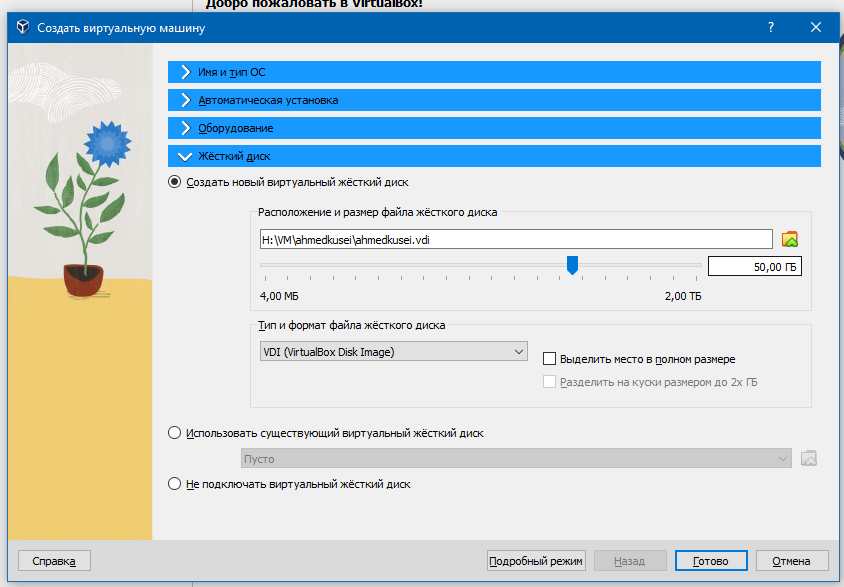 Добро пожаловать в VirtualBox!
Создать виртуальную машину
?
Имя и тип ОС
Автоматическая установка
Оборудование
Жёсткий диск
Создать новый виртуальный жёсткий диск
Расположение и размер файла жёсткого диска
H:\VM\ahmedkusei\ahmedkusei.vdi
50,00 ГБ
4,00 МБ
2,00 ТБ
Тип и формат файла жёсткого диска
VDI (VirtualBox Disk Image)
Выделить место в полном размере
Разделить на куски размером до 2х ГБ
Использовать существующий виртуальный жёсткий диск
Пусто
Не подключать виртуальный жёсткий диск
Справка
Подробный режим
Назад
Готово
Отмена